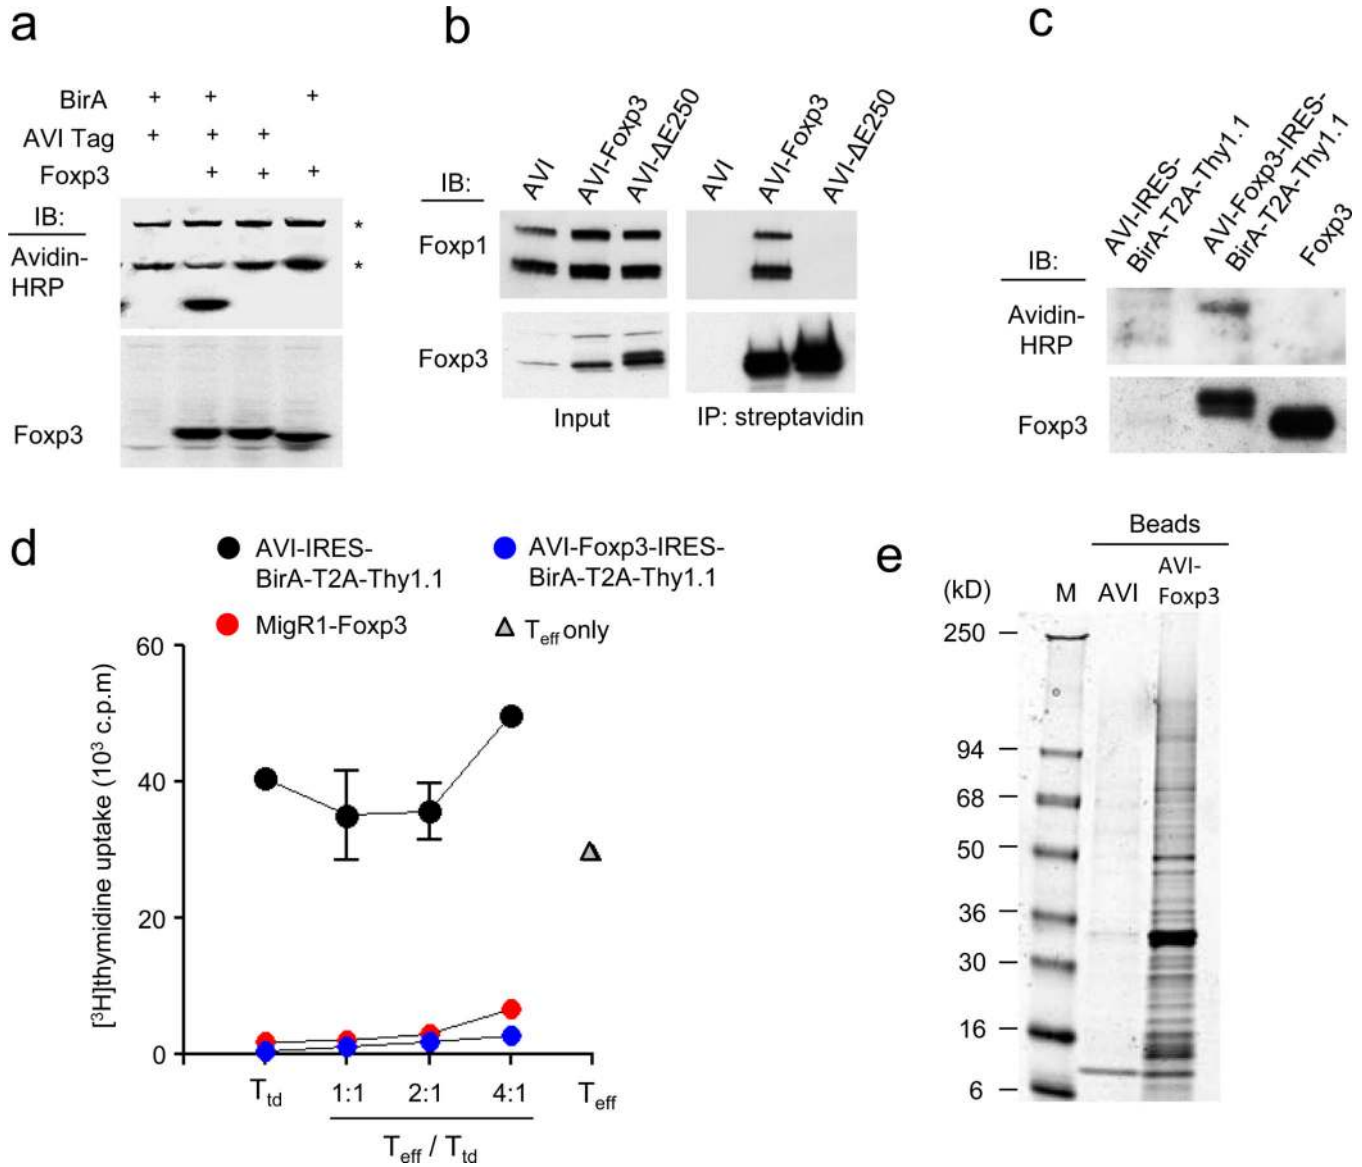 a
BirA + + +
AVI Tag + + +
Foxp3 + + +
IB:
Avidin-
HRP
*
*
Foxp3
b
IB:
AVI
AVI-Foxp3
AVI-ΔE250
AVI
AVI-Foxp3
AVI-ΔE250
Foxp1
Foxp3
Input
IP: streptavidin
c
IB:
AVI-IRES-
BirA-T2A-Thy1.1
AVI-Foxp3-IRES-
BirA-T2A-Thy1.1
Foxp3
Avidin-
HRP
Foxp3
d
AVI-IRES-
BirA-T2A-Thy1.1
AVI-Foxp3-IRES-
BirA-T2A-Thy1.1
MigR1-Foxp3
Teff only
[³H]thymidine uptake (10³ c.p.m)
60
40
20
0
Ttd
1:1
2:1
4:1
Teff
Teff / Ttd
e
Beads
(kD)
M
AVI
AVI-
Foxp3
250
94
68
50
36
30
16
6